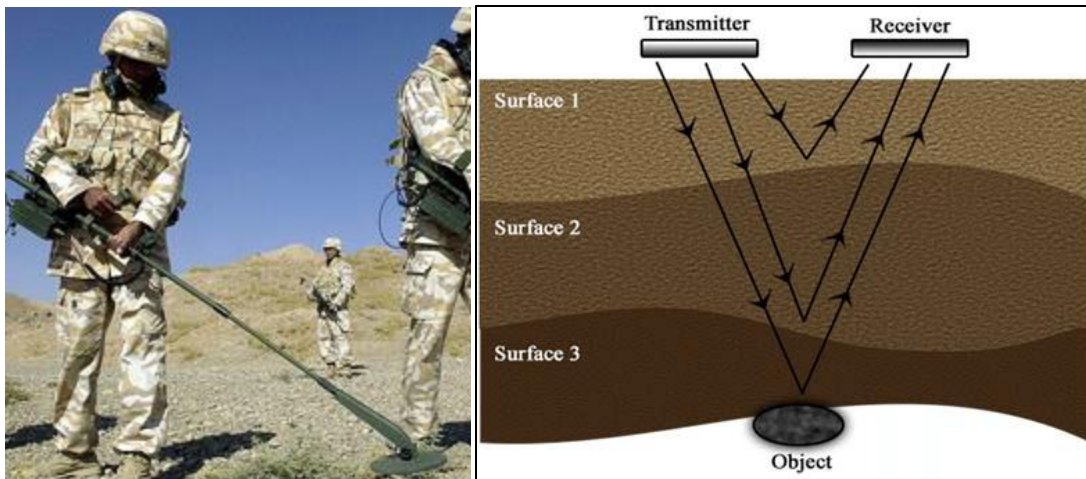 Transmitter
Receiver
Surface 1
Surface 2
Surface 3
Object